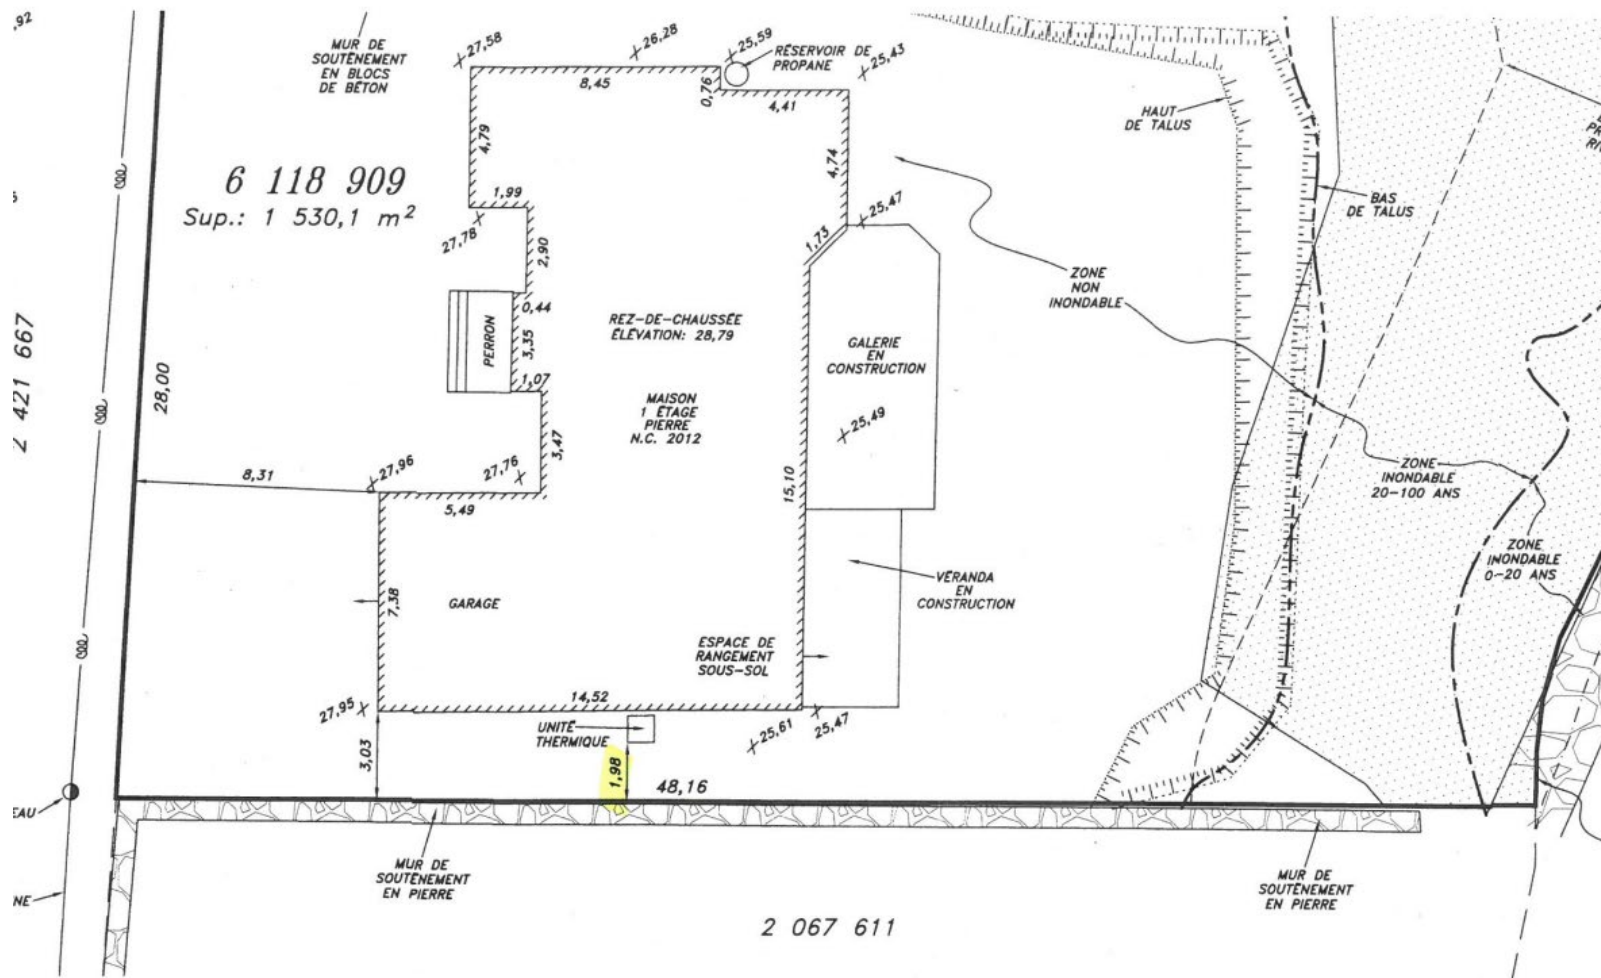 ,92
MUR DE
SOUTÈNEMENT
EN BLOCS
DE BÉTON
27,58
26,28
25,59
RÉSERVOIR DE
PROPANE
25,43
8,45
0,76
4,41
HAUT
DE TALUS
4,79
4,74
6 118 909
Sup.: 1 530,1 m²
1,99
27,78
2,90
1,73
25,47
BAS
DE TALUS
ZONE
NON
INONDABLE
0,44
PERRON
3,35
1,07
REZ-DE-CHAUSSÉE
ÉLÉVATION: 28,79
GALERIE
EN
CONSTRUCTION
2 421 667
28,00
MAISON
1 ÉTAGE
PIERRE
N.C. 2012
25,49
3,47
8,31
27,96
27,76
5,49
15,10
ZONE
INONDABLE
20-100 ANS
ZONE
INONDABLE
0-20 ANS
7,38
GARAGE
VÉRANDA
EN
CONSTRUCTION
ESPACE DE
RANGEMENT
SOUS-SOL
14,52
27,95
3,03
UNITÉ
THERMIQUE
25,61
25,47
1,98
48,16
EAU
MUR DE
SOUTÈNEMENT
EN PIERRE
MUR DE
SOUTÈNEMENT
EN PIERRE
NE
2 067 611